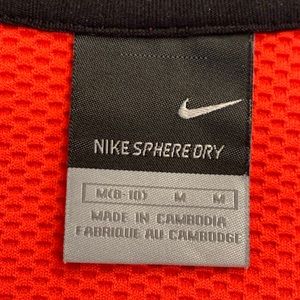 NIKE SPHERE DRY
M(8-10) M M
MADE IN CAMBODIA
FABRIQUE AU CAMBODGE